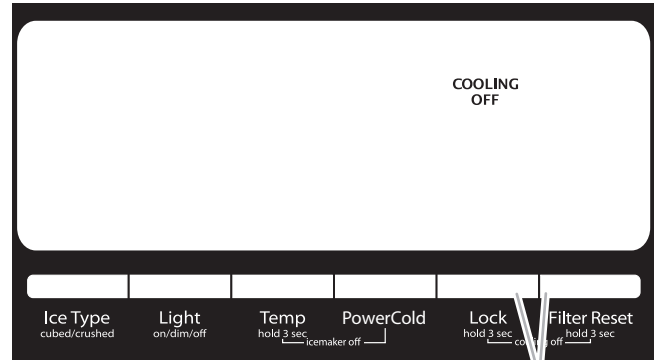 COOLING
OFF
Ice Type
cubed/crushed
Light
on/dim/off
Temp
hold 3 sec
PowerCold
icemaker off
Lock
hold 3 sec
Filter Reset
hold 3 sec
off